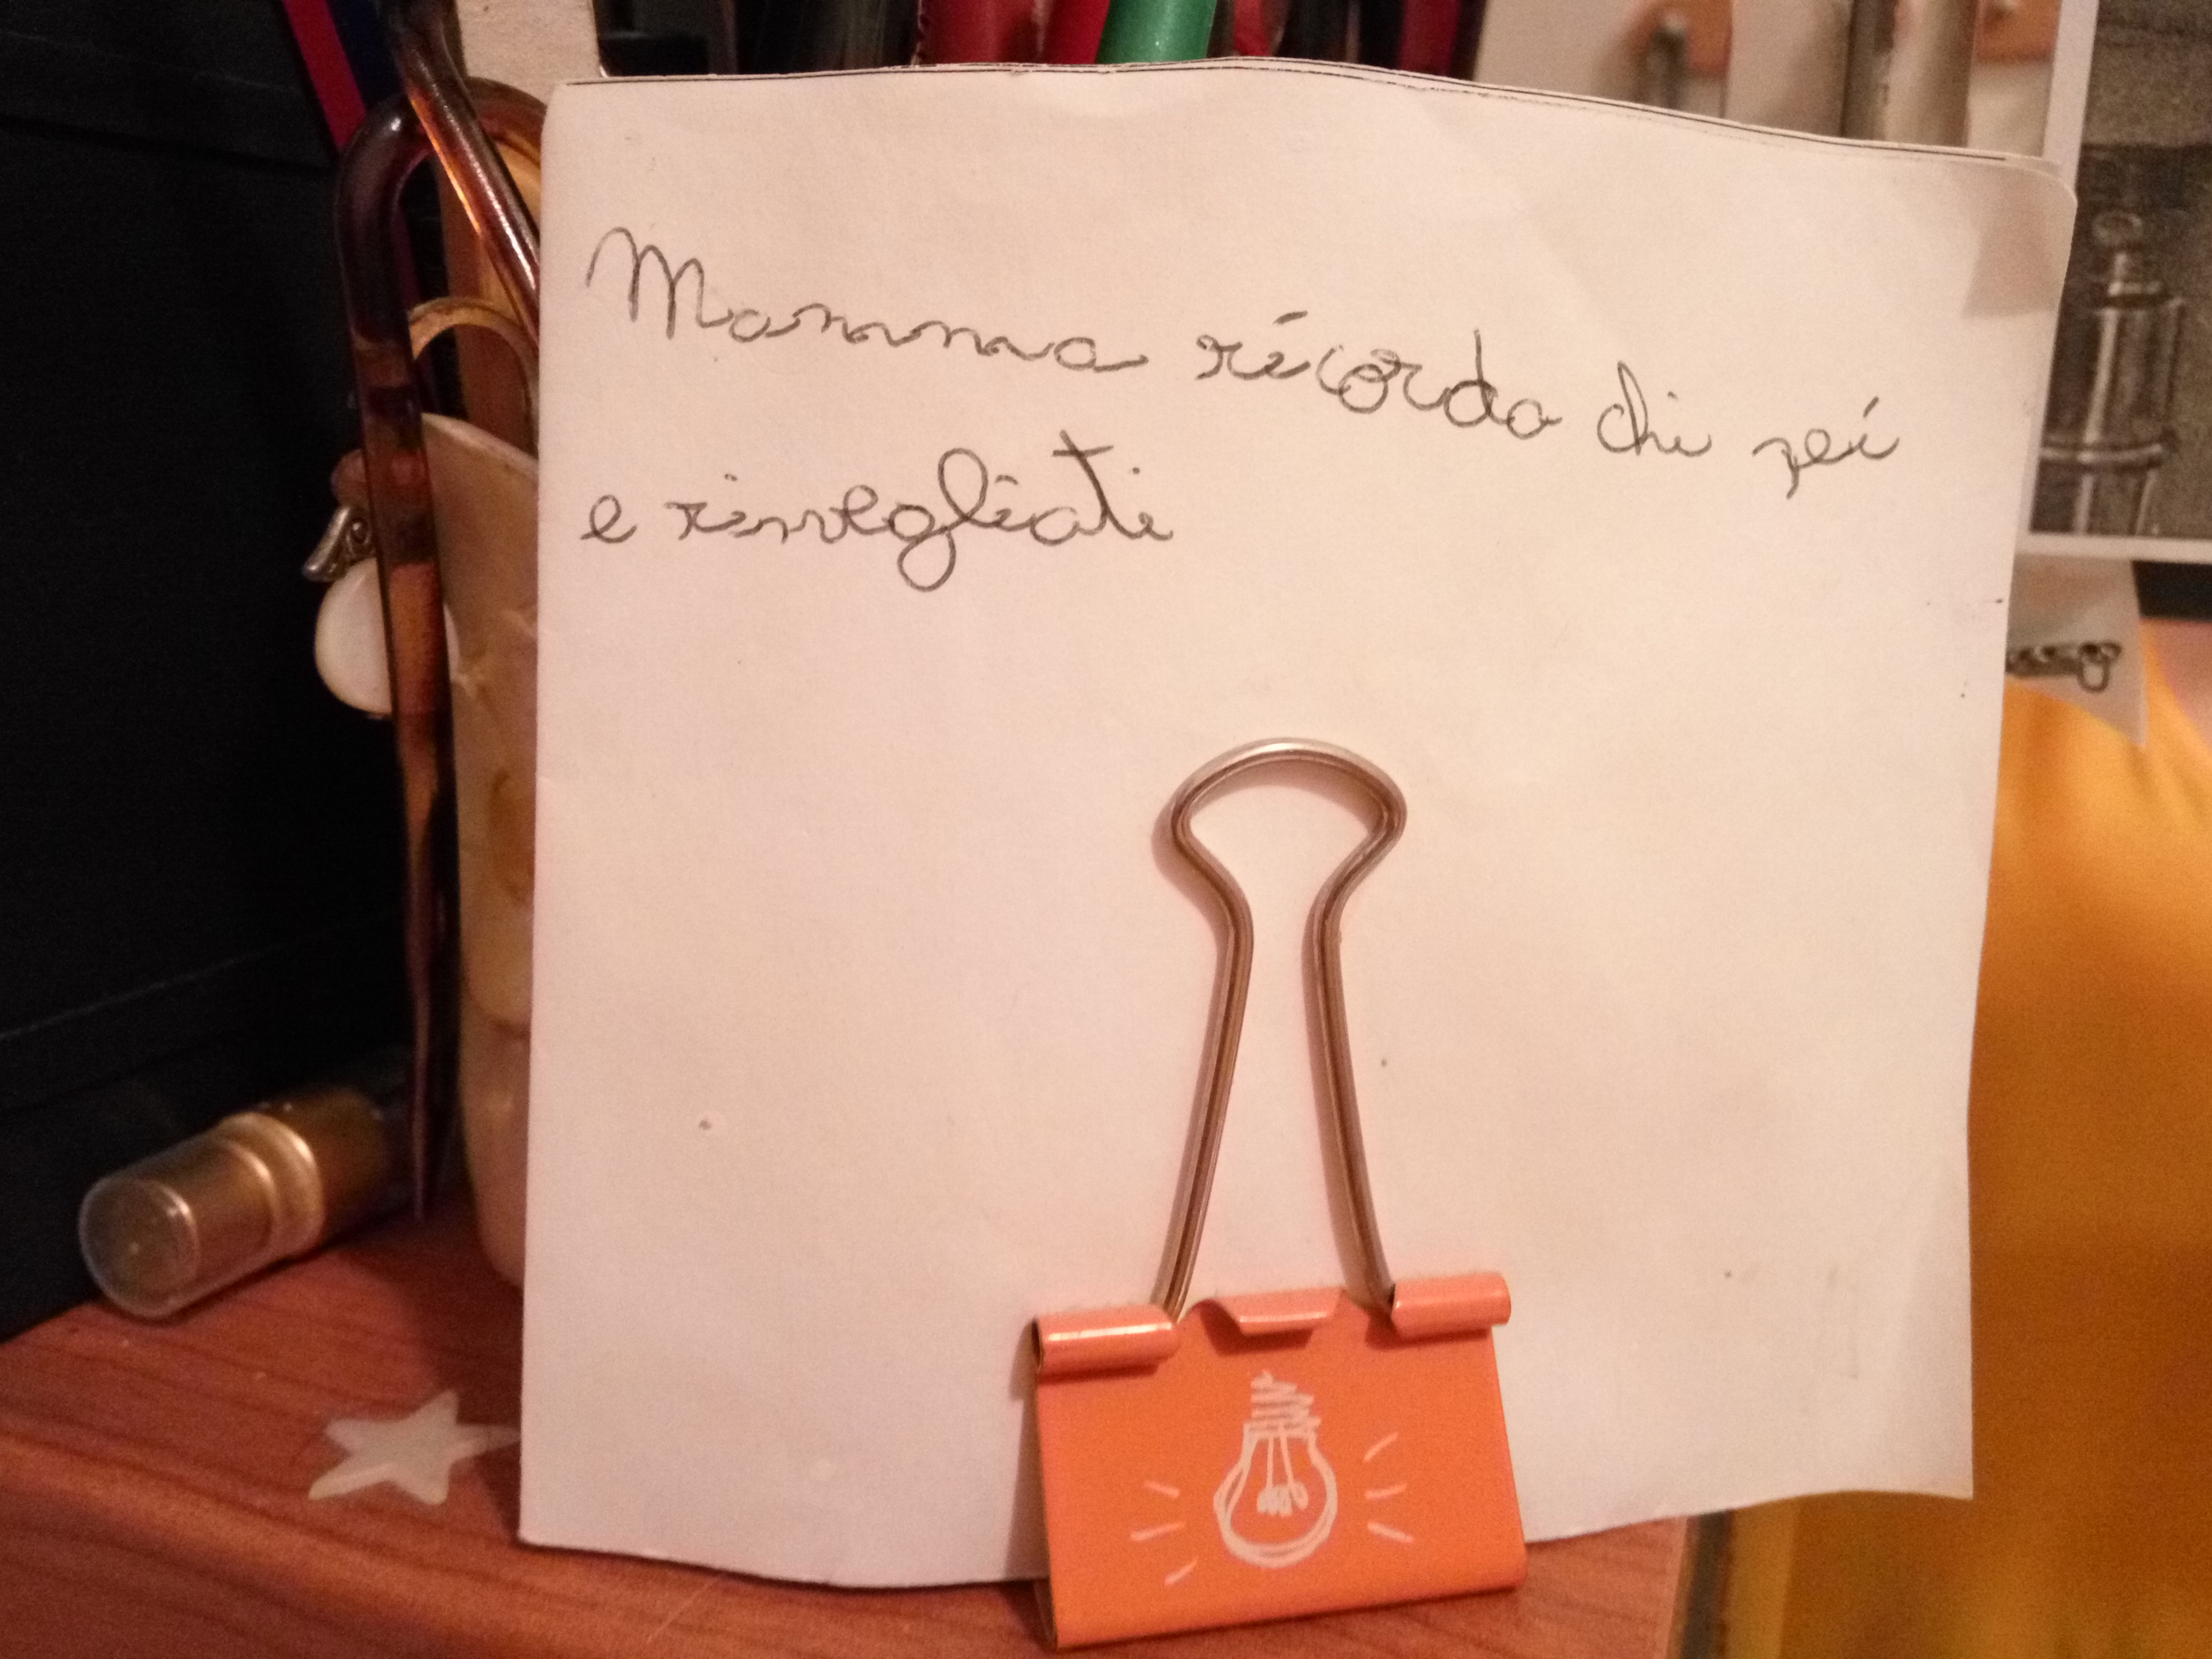 Mamma ricorda chi sei
e risvegliati